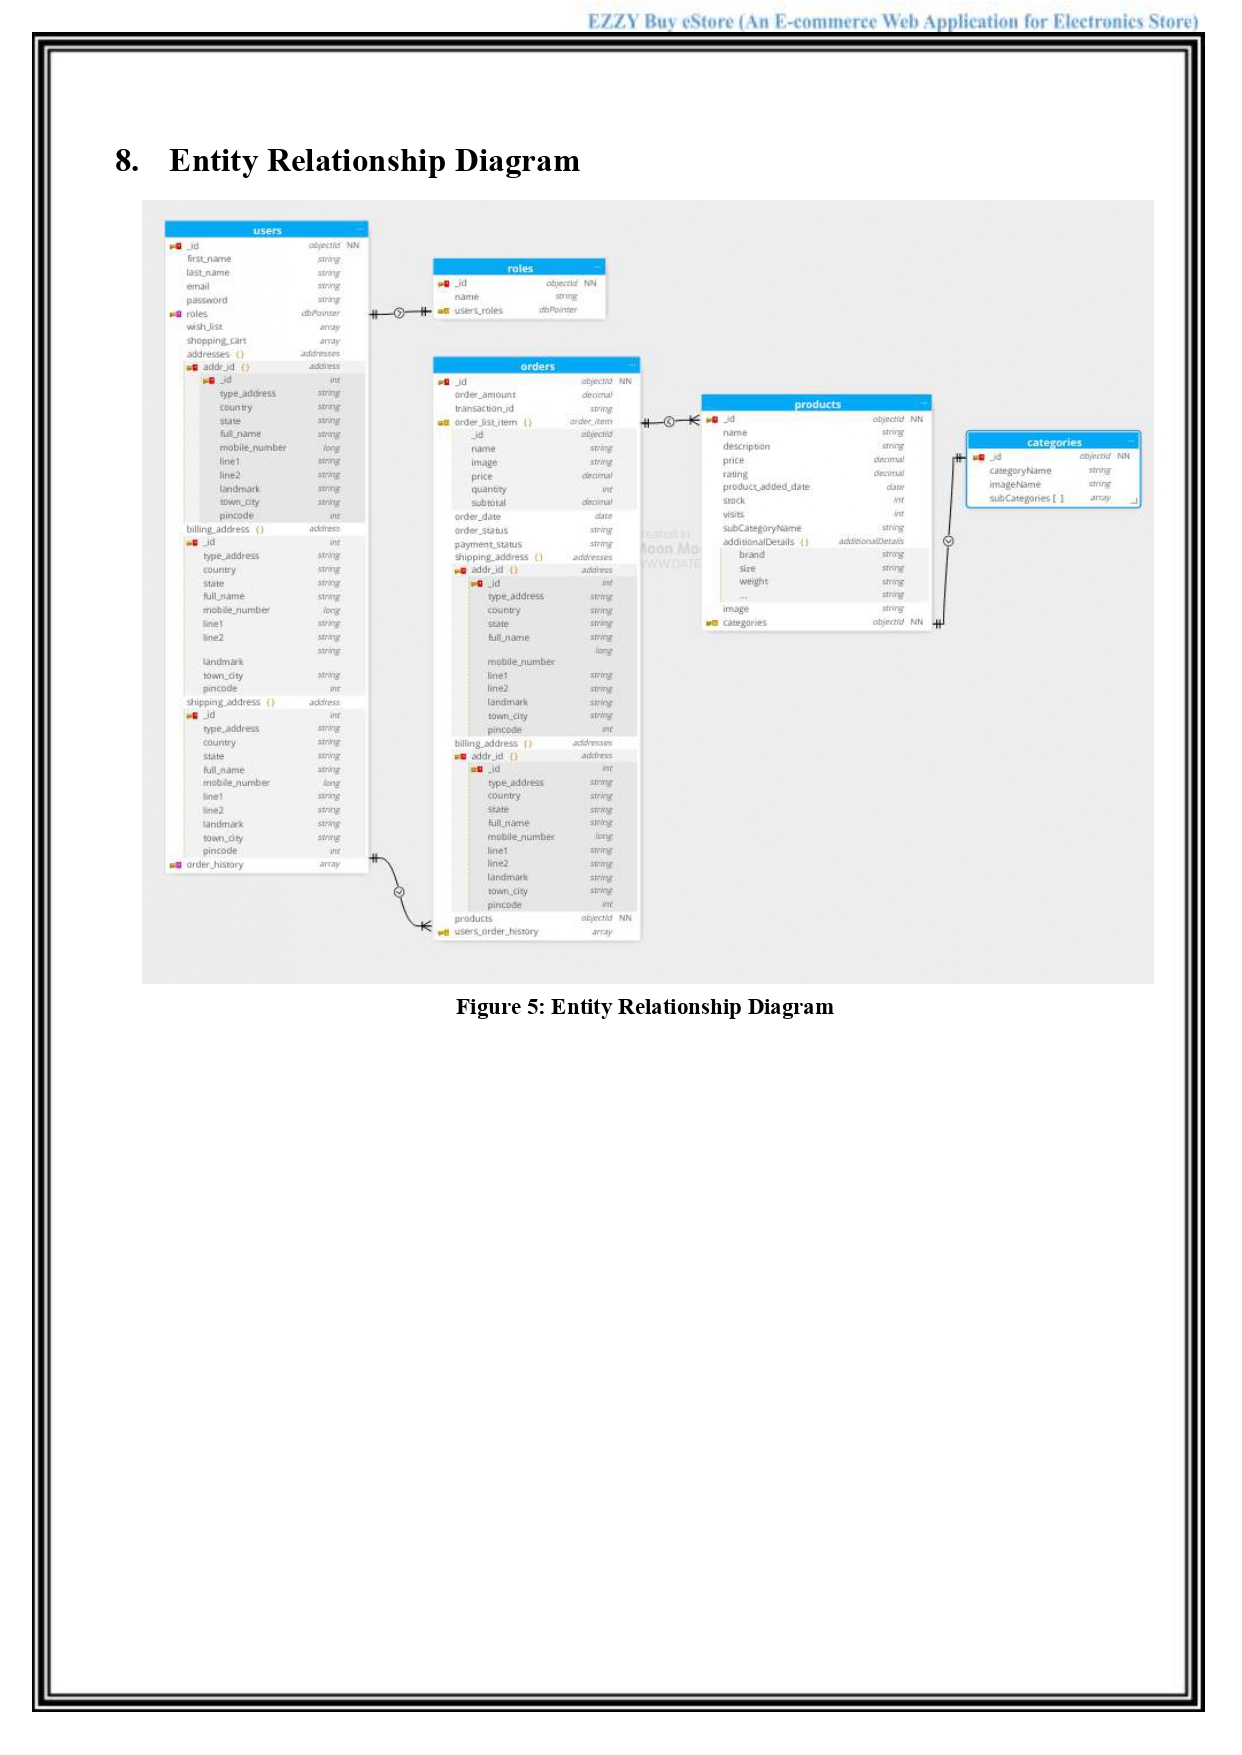 EZZY Buy eStore (An E-commerce Web Application for Electronics Store)
8. Entity Relationship Diagram
users
_id objectId NN
first_name string
last_name string
email string
password string
roles dbPointer
wish_list array
shopping_cart array
addresses {} addresses
addr_id {} address
_id int
type_address string
country string
state string
full_name string
mobile_number long
line1 string
line2 string
landmark string
town_city string
pincode int
billing_address {} address
_id int
type_address string
country string
state string
full_name string
mobile_number long
line1 string
line2 string
string
landmark
town_city string
pincode int
shipping_address {} address
_id int
type_address string
country string
state string
full_name string
mobile_number long
line1 string
line2 string
landmark string
town_city string
pincode int
order_history array
roles
_id objectId NN
name string
users_roles dbPointer
orders
_id objectId NN
order_amount decimal
transaction_id string
order_list_item {} order_item
_id objectId
name string
image string
price decimal
quantity int
subtotal decimal
order_date date
order_status string
payment_status string
shipping_address {} addresses
addr_id {} address
_id int
type_address string
country string
state string
full_name string
long
mobile_number
line1 string
line2 string
landmark string
town_city string
pincode int
billing_address {} addresses
addr_id {} address
_id int
type_address string
country string
state string
full_name string
mobile_number long
line1 string
line2 string
landmark string
town_city string
pincode int
products objectId NN
users_order_history array
products
_id objectId NN
name string
description string
price decimal
rating decimal
product_added_date date
stock int
visits int
subCategoryName string
additionalDetails {} additionalDetails
brand string
size string
weight string
... string
image string
categories objectId NN
categories
_id objectId NN
categoryName string
imageName string
subCategories [ ] array
Figure 5: Entity Relationship Diagram